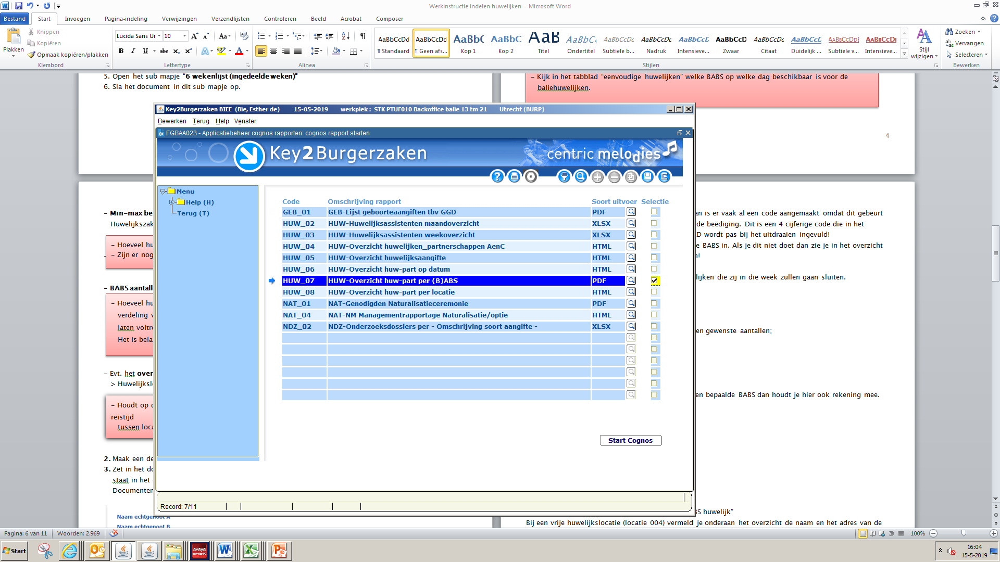 Werkinstructie indelen huwelijken - Microsoft Word
Bestand Start Invoegen Pagina-indeling Verwijzingen Verzendlijsten Controleren Beeld Acrobat Composer
Plakken
Knippen
Kopiëren
Opmaak kopiëren/plakken
Klembord
Lucida Sans Ur 10
Lettertype
Alinea
AaBbCcDd AaBbCcDd AaBbC AaBbC AaB AaBbC AaBbCcDc AaBbCcDc AaBbCcL AaBbCcD AaBbCcDc AaBbCcL AaBbCcDdI AaBbCcDi
¶ Standaard ¶ Geen afs... Kop 1 Kop 2 Titel Ondertitel Subtiele b... Nadruk Intensieve... Zwaar Citaat Duidelijk ... Subtiele v... Intensieve...
Stijlen
Stijl wijzigen
Zoeken
Vervangen
Selecteren
Bewerken
5. Open het sub mapje “6 wekenlijst (ingedeelde weken)”
6. Sla het document in dit sub mapje op.
- Kijk in het tabblad “eenvoudige huwelijken” welke BABS op welke dag beschikbaar is voor de
baliehuwelijken.
4
Key2Burgerzaken BIEE (Bie, Esther de) 15-05-2019 werkplek : STK PTUF010 Backoffice balie 13 tm 21 Utrecht (BURP)
Bewerken Terug Help Venster
FGBAA023 - Applicatiebeheer cognos rapporten: cognos rapport starten
Key2Burgerzaken
centric melodies
Menu
Help (H)
Terug (T)
Code Omschrijving rapport Soort uitvoer Selectie
GEB_01 GEB-Lijst geboorteaangiften tbv GGD PDF
HUW_02 HUW-Huwelijksassistenten maandoverzicht XLSX
HUW_03 HUW-Huwelijksassistenten weekoverzicht XLSX
HUW_04 HUW-Overzicht huwelijken_partnerschappen AenC HTML
HUW_05 HUW-Overzicht huwelijksaangifte HTML
HUW_06 HUW-Overzicht huw-part op datum HTML
HUW_07 HUW-Overzicht huw-part per (B)ABS PDF
HUW_08 HUW-Overzicht huw-part per locatie HTML
NAT_01 NAT-Genodigden Naturalisatieceremonie PDF
NAT_04 NAT-NM Managementrapportage Naturalisatie/optie HTML
NDZ_02 NDZ-Onderzoeksdossiers per - Omschrijving soort aangifte - XLSX
Start Cognos
Record: 7/11
- Min-max be
Huwelijkszak
- Hoeveel hu
- Zijn er nog
- BABS aantall
- Hoeveel hu
verdeling v
laten voltre
Het is bela
- Evt. het over
> Huwelijkslo
- Houdt op d
reistijd
tussen loca
2. Maak een de
3. Zet in het do
staat in het
Documenten
Naam echtgenoot A
Naam echtgenoot B
an is er vaak al een code aangemaakt omdat dit gebeurt
de beëdiging. Dit is een 4 cijferige code die in het
D wordt pas bij het uitdraaien ingevuld!
e BABS in. Als je dit niet doet dan zie je in het overzicht
n!
lijken die zij in die week zullen gaan sluiten.
en gewenste aantallen;
en bepaalde BABS dan houdt je hier ook rekening mee.
BS huwelijk”
Bij een vrije huwelijkslocatie (locatie 004) vermeld je onderaan het overzicht de naam en het adres van de
Pagina: 6 van 11 Woorden: 2.969 100%
Start
AVAYA
16:04
15-5-2019